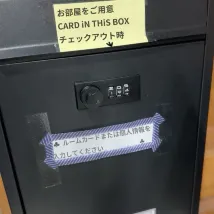 お部屋をご用意
CARD iN THiS BOX
チェックアウト時
♣ ルームカードまたは個人情報を
入力してください ♣